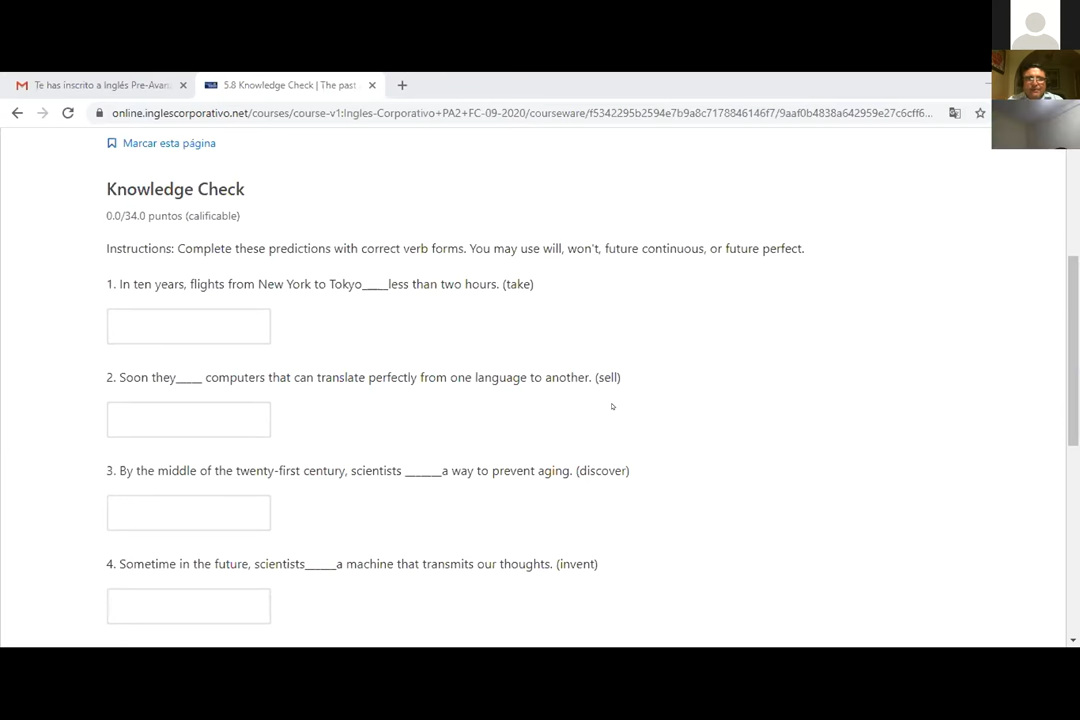 Te has inscrito a Inglés Pre-Avan
5.8 Knowledge Check | The past
online.inglescorporativo.net/courses/course-v1:Ingles-Corporativo+PA2+FC-09-2020/courseware/f5342295b2594e7b9a8c7178846146f7/9aaf0b4838a642959e27c6cff6...
Marcar esta página
Knowledge Check
0.0/34.0 puntos (calificable)
Instructions: Complete these predictions with correct verb forms. You may use will, won't, future continuous, or future perfect.
1. In ten years, flights from New York to Tokyo____less than two hours. (take)
2. Soon they____ computers that can translate perfectly from one language to another. (sell)
3. By the middle of the twenty-first century, scientists ______a way to prevent aging. (discover)
4. Sometime in the future, scientists_____a machine that transmits our thoughts. (invent)